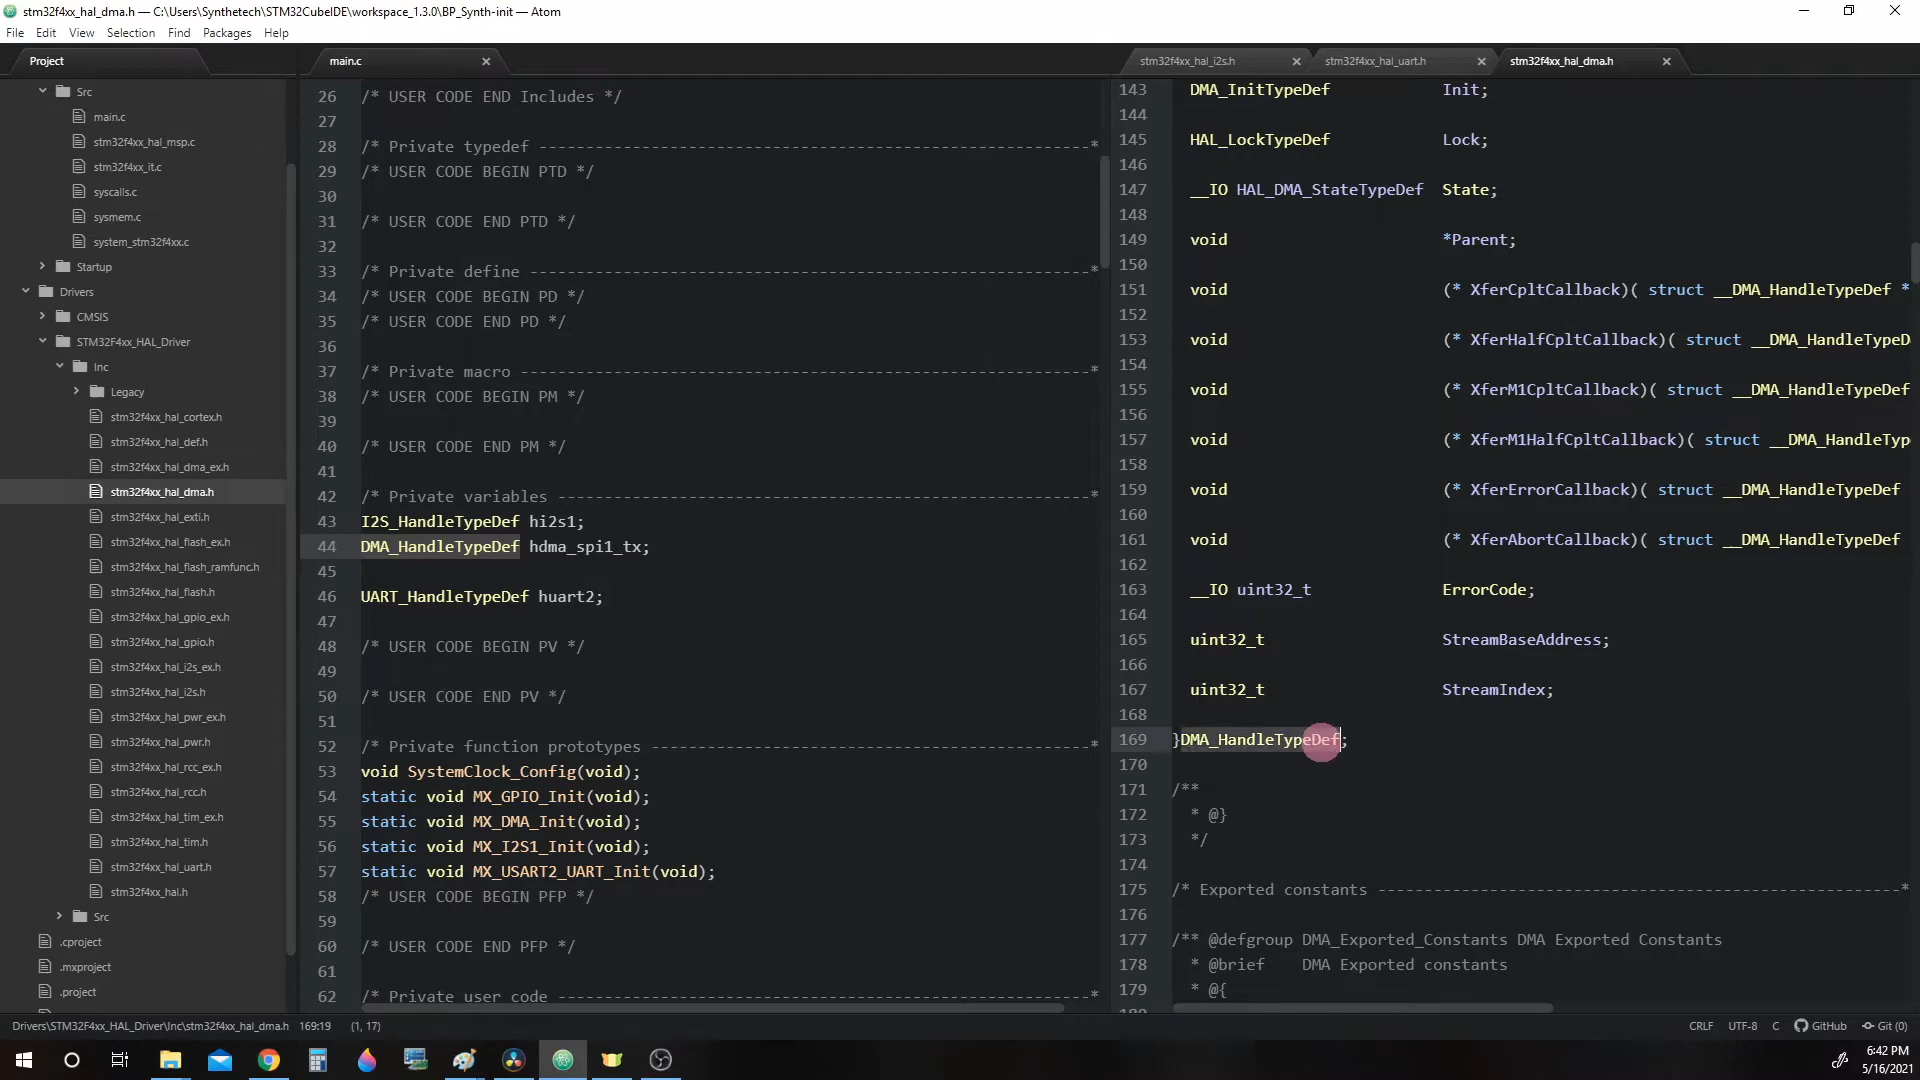 stm32f4xx_hal_dma.h — C:\Users\Synthetech\STM32CubeIDE\workspace_1.3.0\BP_Synth-init — Atom
File Edit View Selection Find Packages Help
Project
Src
main.c
stm32f4xx_hal_msp.c
stm32f4xx_it.c
syscalls.c
sysmem.c
system_stm32f4xx.c
Startup
Drivers
CMSIS
STM32F4xx_HAL_Driver
Inc
Legacy
stm32f4xx_hal_cortex.h
stm32f4xx_hal_def.h
stm32f4xx_hal_dma_ex.h
stm32f4xx_hal_dma.h
stm32f4xx_hal_exti.h
stm32f4xx_hal_flash_ex.h
stm32f4xx_hal_flash_ramfunc.h
stm32f4xx_hal_flash.h
stm32f4xx_hal_gpio_ex.h
stm32f4xx_hal_gpio.h
stm32f4xx_hal_i2s_ex.h
stm32f4xx_hal_i2s.h
stm32f4xx_hal_pwr_ex.h
stm32f4xx_hal_pwr.h
stm32f4xx_hal_rcc_ex.h
stm32f4xx_hal_rcc.h
stm32f4xx_hal_tim_ex.h
stm32f4xx_hal_tim.h
stm32f4xx_hal_uart.h
stm32f4xx_hal.h
Src
.cproject
.mxproject
.project
main.c
26 /* USER CODE END Includes */
27
28 /* Private typedef -----------------------------------------------------------*
29 /* USER CODE BEGIN PTD */
30
31 /* USER CODE END PTD */
32
33 /* Private define ------------------------------------------------------------*
34 /* USER CODE BEGIN PD */
35 /* USER CODE END PD */
36
37 /* Private macro -------------------------------------------------------------*
38 /* USER CODE BEGIN PM */
39
40 /* USER CODE END PM */
41
42 /* Private variables ---------------------------------------------------------*
43 I2S_HandleTypeDef hi2s1;
44 DMA_HandleTypeDef hdma_spi1_tx;
45
46 UART_HandleTypeDef huart2;
47
48 /* USER CODE BEGIN PV */
49
50 /* USER CODE END PV */
51
52 /* Private function prototypes -----------------------------------------------*
53 void SystemClock_Config(void);
54 static void MX_GPIO_Init(void);
55 static void MX_DMA_Init(void);
56 static void MX_I2S1_Init(void);
57 static void MX_USART2_UART_Init(void);
58 /* USER CODE BEGIN PFP */
59
60 /* USER CODE END PFP */
61
62 /* Private user code ---------------------------------------------------------*
stm32f4xx_hal_i2s.h stm32f4xx_hal_uart.h stm32f4xx_hal_dma.h
143 DMA_InitTypeDef Init;
144
145 HAL_LockTypeDef Lock;
146
147 __IO HAL_DMA_StateTypeDef State;
148
149 void *Parent;
150
151 void (* XferCpltCallback)( struct __DMA_HandleTypeDef *
152
153 void (* XferHalfCpltCallback)( struct __DMA_HandleTypeD
154
155 void (* XferM1CpltCallback)( struct __DMA_HandleTypeDef
156
157 void (* XferM1HalfCpltCallback)( struct __DMA_HandleTyp
158
159 void (* XferErrorCallback)( struct __DMA_HandleTypeDef
160
161 void (* XferAbortCallback)( struct __DMA_HandleTypeDef
162
163 __IO uint32_t ErrorCode;
164
165 uint32_t StreamBaseAddress;
166
167 uint32_t StreamIndex;
168
169 }DMA_HandleTypeDef;
170
171 /**
172 * @}
173 */
174
175 /* Exported constants --------------------------------------------------------*
176
177 /** @defgroup DMA_Exported_Constants DMA Exported Constants
178 * @brief DMA Exported constants
179 * @{
Drivers\STM32F4xx_HAL_Driver\Inc\stm32f4xx_hal_dma.h 169:19 (1, 17) CRLF UTF-8 C GitHub Git (0)
6:42 PM
5/16/2021